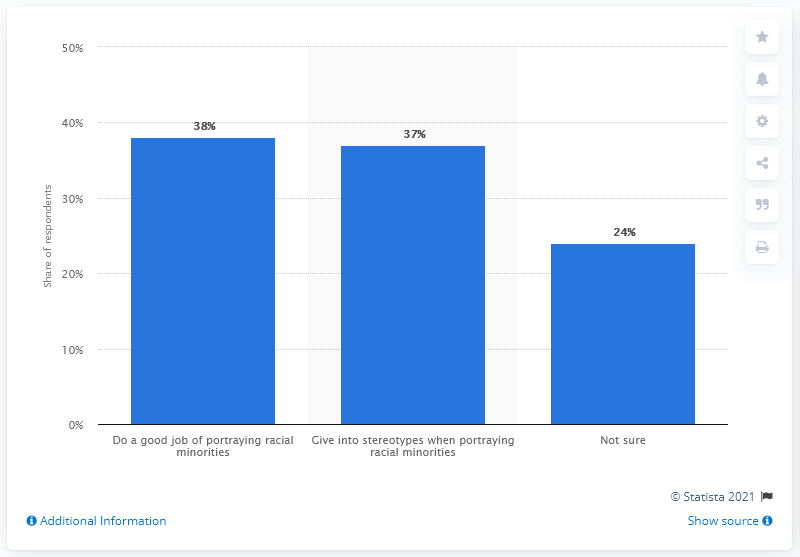 50%
40%
30%
20%
10%
0%
Share of respondents
38%
37%
24%
Do a good job of portraying racial
minorities
Give into stereotypes when portraying
racial minorities
Not sure
© Statista 2021
Additional Information
Show source